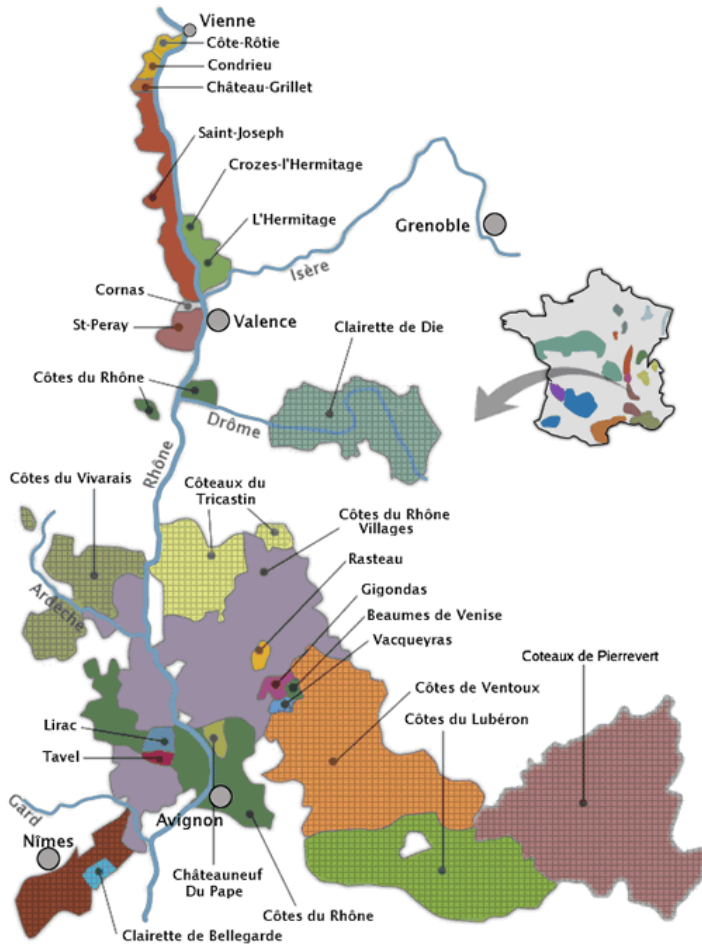 Vienne
Côte-Rôtie
Condrieu
Château-Grillet
Saint-Joseph
Crozes-l'Hermitage
L'Hermitage
Grenoble
Isère
Cornas
St-Peray
Valence
Clairette de Die
Côtes du Rhône
Drôme
Rhône
Côtes du Vivarais
Côteaux du
Tricastin
Côtes du Rhône
Villages
Rasteau
Gigondas
Beaumes de Venise
Vacqueyras
Ardèche
Coteaux de Pierrevert
Côtes de Ventoux
Côtes du Lubéron
Lirac
Tavel
Gard
Avignon
Nîmes
Châteauneuf
Du Pape
Côtes du Rhône
Clairette de Bellegarde